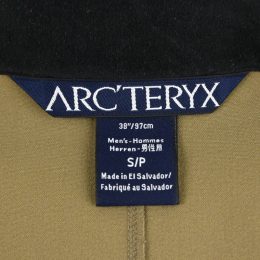 ARC'TERYX
38"/97cm
Men's-Hommes
Herren-男性用
S/P
Made in El Salvador/
Fabriqué au Salvador